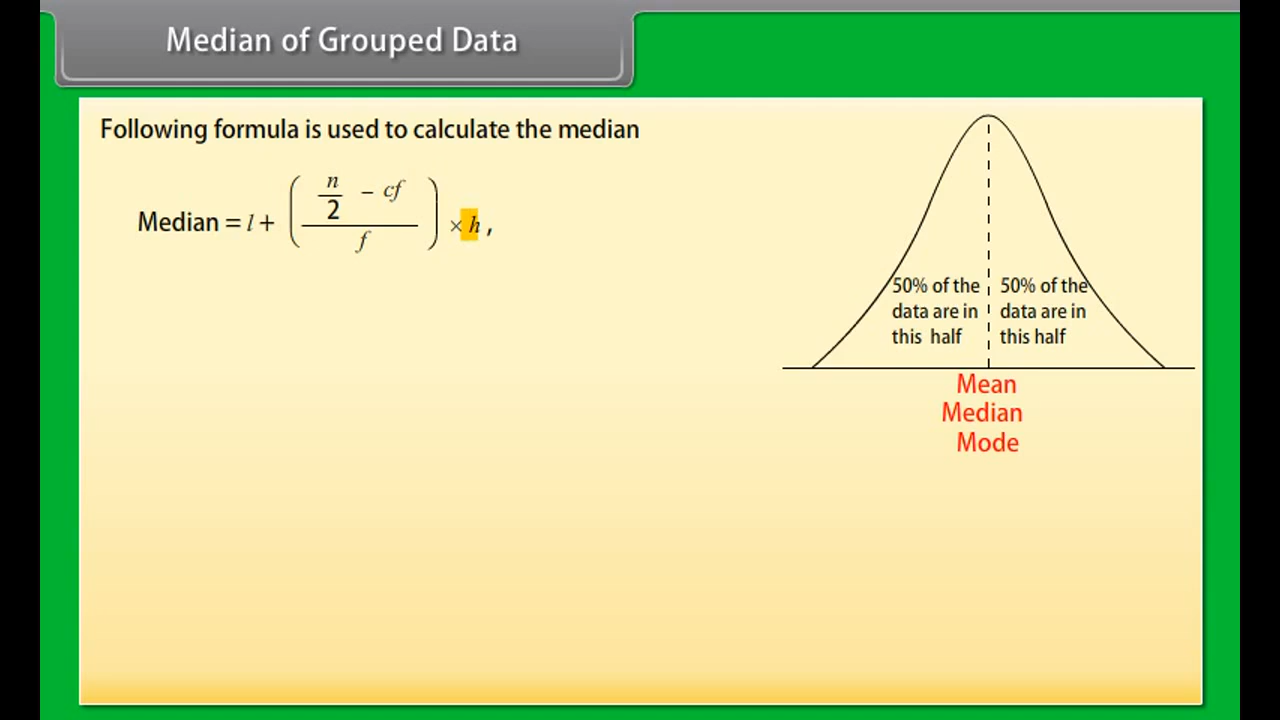 Median of Grouped Data
Following formula is used to calculate the median
Median = l + ( (n/2 − cf) / f ) × h ,
50% of the data are in this half
50% of the data are in this half
Mean
Median
Mode